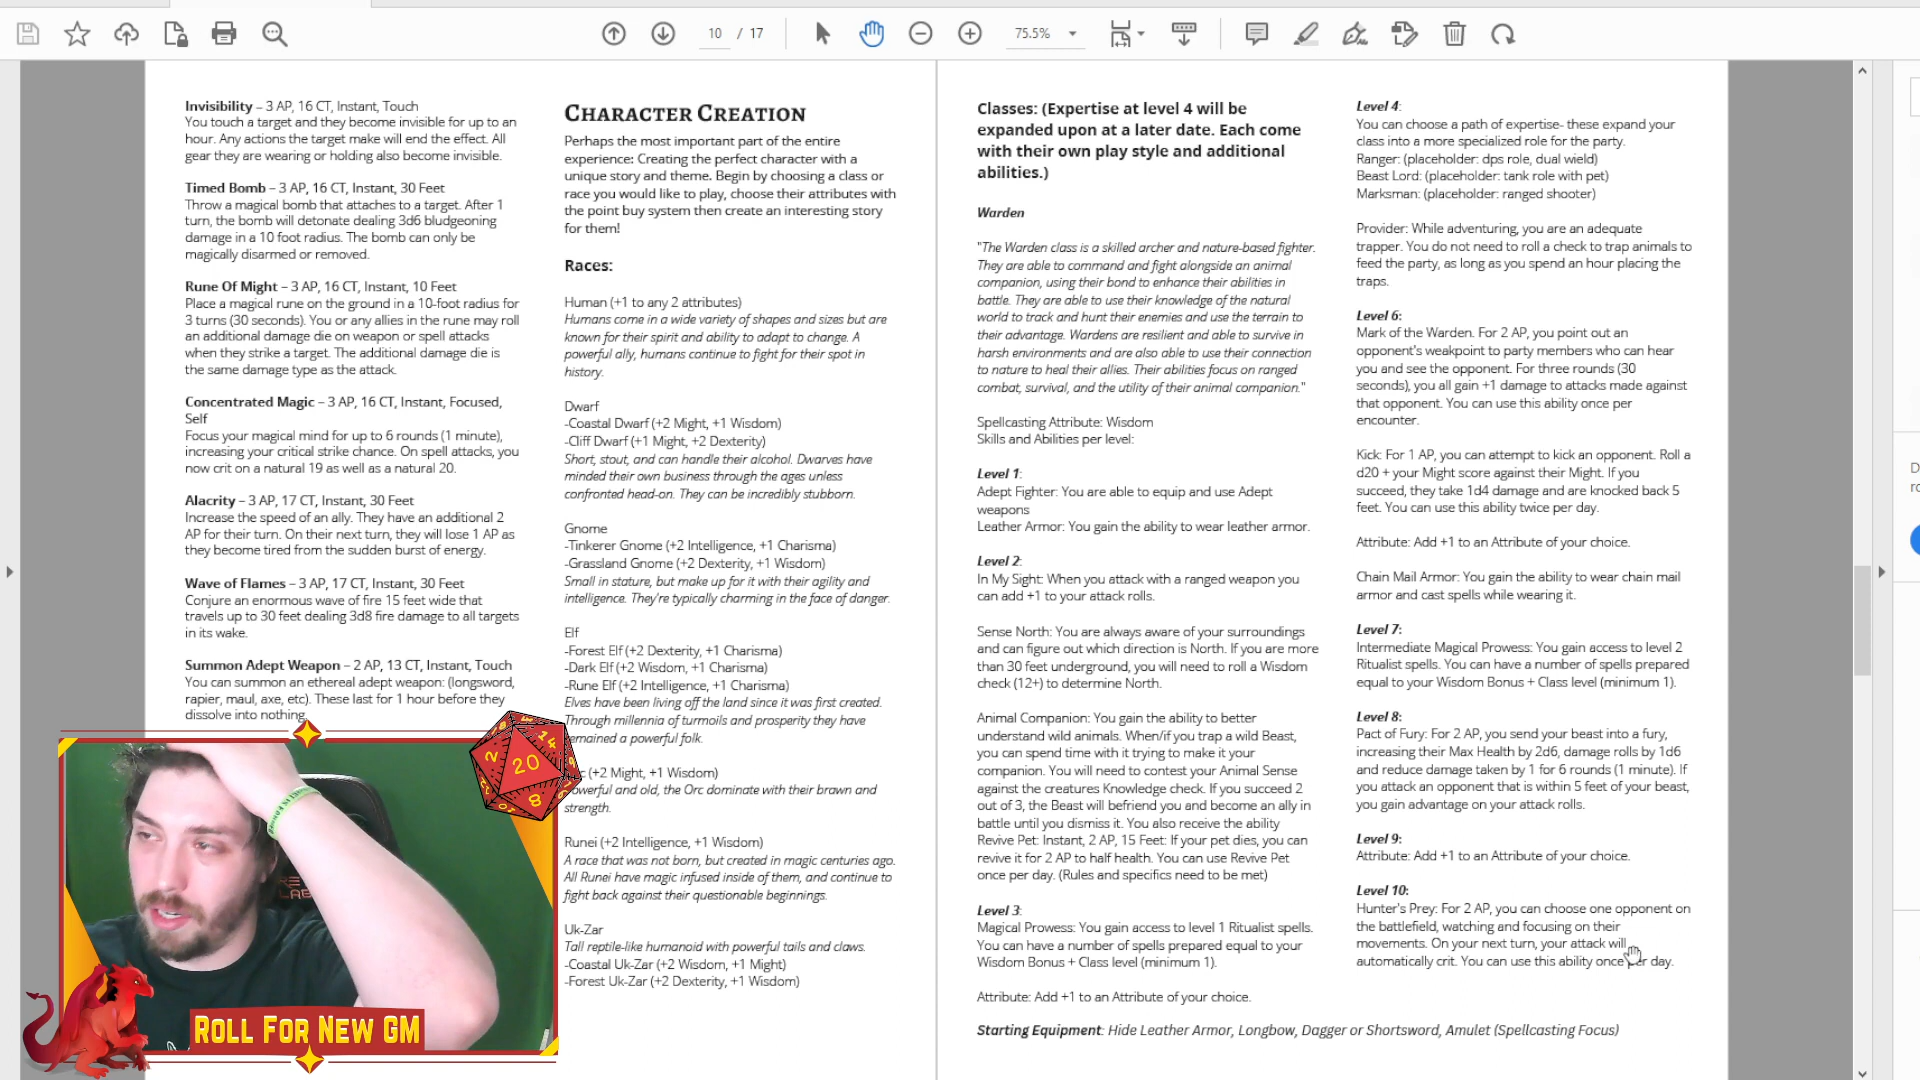 10 / 17
75.5%
Invisibility – 3 AP, 16 CT, Instant, Touch
You touch a target and they become invisible for up to an
hour. Any actions the target make will end the effect. All
gear they are wearing or holding also become invisible.
Timed Bomb – 3 AP, 16 CT, Instant, 30 Feet
Throw a magical bomb that attaches to a target. After 1
turn, the bomb will detonate dealing 3d6 bludgeoning
damage in a 10 foot radius. The bomb can only be
magically disarmed or removed.
Rune Of Might – 3 AP, 16 CT, Instant, 10 Feet
Place a magical rune on the ground in a 10-foot radius for
3 turns (30 seconds). You or any allies in the rune may roll
an additional damage die on weapon or spell attacks
when they strike a target. The additional damage die is
the same damage type as the attack.
Concentrated Magic – 3 AP, 16 CT, Instant, Focused,
Self
Focus your magical mind for up to 6 rounds (1 minute),
increasing your critical strike chance. On spell attacks, you
now crit on a natural 19 as well as a natural 20.
Alacrity – 3 AP, 17 CT, Instant, 30 Feet
Increase the speed of an ally. They have an additional 2
AP for their turn. On their next turn, they will lose 1 AP as
they become tired from the sudden burst of energy.
Wave of Flames – 3 AP, 17 CT, Instant, 30 Feet
Conjure an enormous wave of fire 15 feet wide that
travels up to 30 feet dealing 3d8 fire damage to all targets
in its wake.
Summon Adept Weapon – 2 AP, 13 CT, Instant, Touch
You can summon an ethereal adept weapon: (longsword,
rapier, maul, axe, etc). These last for 1 hour before they
dissolve into nothing.
CHARACTER CREATION
Perhaps the most important part of the entire
experience: Creating the perfect character with a
unique story and theme. Begin by choosing a class or
race you would like to play, choose their attributes with
the point buy system then create an interesting story
for them!
Races:
Human (+1 to any 2 attributes)
Humans come in a wide variety of shapes and sizes but are
known for their spirit and ability to adapt to change. A
powerful ally, humans continue to fight for their spot in
history.
Dwarf
-Coastal Dwarf (+2 Might, +1 Wisdom)
-Cliff Dwarf (+1 Might, +2 Dexterity)
Short, stout, and can handle their alcohol. Dwarves have
minded their own business through the ages unless
confronted head-on. They can be incredibly stubborn.
Gnome
-Tinkerer Gnome (+2 Intelligence, +1 Charisma)
-Grassland Gnome (+2 Dexterity, +1 Wisdom)
Small in stature, but make up for it with their agility and
intelligence. They're typically charming in the face of danger.
Elf
-Forest Elf (+2 Dexterity, +1 Charisma)
-Dark Elf (+2 Wisdom, +1 Charisma)
-Rune Elf (+2 Intelligence, +1 Charisma)
Elves have been living off the land since it was first created.
Through millennia of turmoils and prosperity they have
remained a powerful folk.
(+2 Might, +1 Wisdom)
and old, the Orc dominate with their brawn and
strength.
Runei (+2 Intelligence, +1 Wisdom)
A race that was not born, but created in magic centuries ago.
All Runei have magic infused inside of them, and continue to
fight back against their questionable beginnings.
Uk-Zar
Tall reptile-like humanoid with powerful tails and claws.
-Coastal Uk-Zar (+2 Wisdom, +1 Might)
-Forest Uk-Zar (+2 Dexterity, +1 Wisdom)
Classes: (Expertise at level 4 will be
expanded upon at a later date. Each come
with their own play style and additional
abilities.)
Warden
"The Warden class is a skilled archer and nature-based fighter.
They are able to command and fight alongside an animal
companion, using their bond to enhance their abilities in
battle. They are able to use their knowledge of the natural
world to track and hunt their enemies and use the terrain to
their advantage. Wardens are resilient and able to survive in
harsh environments and are also able to use their connection
to nature to heal their allies. Their abilities focus on ranged
combat, survival, and the utility of their animal companion."
Spellcasting Attribute: Wisdom
Skills and Abilities per level:
Level 1:
Adept Fighter: You are able to equip and use Adept
weapons
Leather Armor: You gain the ability to wear leather armor.
Level 2:
In My Sight: When you attack with a ranged weapon you
can add +1 to your attack rolls.
Sense North: You are always aware of your surroundings
and can figure out which direction is North. If you are more
than 30 feet underground, you will need to roll a Wisdom
check (12+) to determine North.
Animal Companion: You gain the ability to better
understand wild animals. When/if you trap a wild Beast,
you can spend time with it trying to make it your
companion. You will need to contest your Animal Sense
against the creatures Knowledge check. If you succeed 2
out of 3, the Beast will befriend you and become an ally in
battle until you dismiss it. You also receive the ability
Revive Pet: Instant, 2 AP, 15 Feet: If your pet dies, you can
revive it for 2 AP to half health. You can use Revive Pet
once per day. (Rules and specifics need to be met)
Level 3:
Magical Prowess: You gain access to level 1 Ritualist spells.
You can have a number of spells prepared equal to your
Wisdom Bonus + Class level (minimum 1).
Attribute: Add +1 to an Attribute of your choice.
Starting Equipment: Hide Leather Armor, Longbow, Dagger or Shortsword, Amulet (Spellcasting Focus)
Level 4:
You can choose a path of expertise- these expand your
class into a more specialized role for the party.
Ranger: (placeholder: dps role, dual wield)
Beast Lord: (placeholder: tank role with pet)
Marksman: (placeholder: ranged shooter)
Provider: While adventuring, you are an adequate
trapper. You do not need to roll a check to trap animals to
feed the party, as long as you spend an hour placing the
traps.
Level 6:
Mark of the Warden. For 2 AP, you point out an
opponent's weakpoint to party members who can hear
you and see the opponent. For three rounds (30
seconds), you all gain +1 damage to attacks made against
that opponent. You can use this ability once per
encounter.
Kick: For 1 AP, you can attempt to kick an opponent. Roll a
d20 + your Might score against their Might. If you
succeed, they take 1d4 damage and are knocked back 5
feet. You can use this ability twice per day.
Attribute: Add +1 to an Attribute of your choice.
Chain Mail Armor: You gain the ability to wear chain mail
armor and cast spells while wearing it.
Level 7:
Intermediate Magical Prowess: You gain access to level 2
Ritualist spells. You can have a number of spells prepared
equal to your Wisdom Bonus + Class level (minimum 1).
Level 8:
Pact of Fury: For 2 AP, you send your beast into a fury,
increasing their Max Health by 2d6, damage rolls by 1d6
and reduce damage taken by 1 for 6 rounds (1 minute). If
you attack an opponent that is within 5 feet of your beast,
you gain advantage on your attack rolls.
Level 9:
Attribute: Add +1 to an Attribute of your choice.
Level 10:
Hunter's Prey: For 2 AP, you can choose one opponent on
the battlefield, watching and focusing on their
movements. On your next turn, your attack will
automatically crit. You can use this ability once per day.
20
14
2
8
ROLL FOR NEW GM